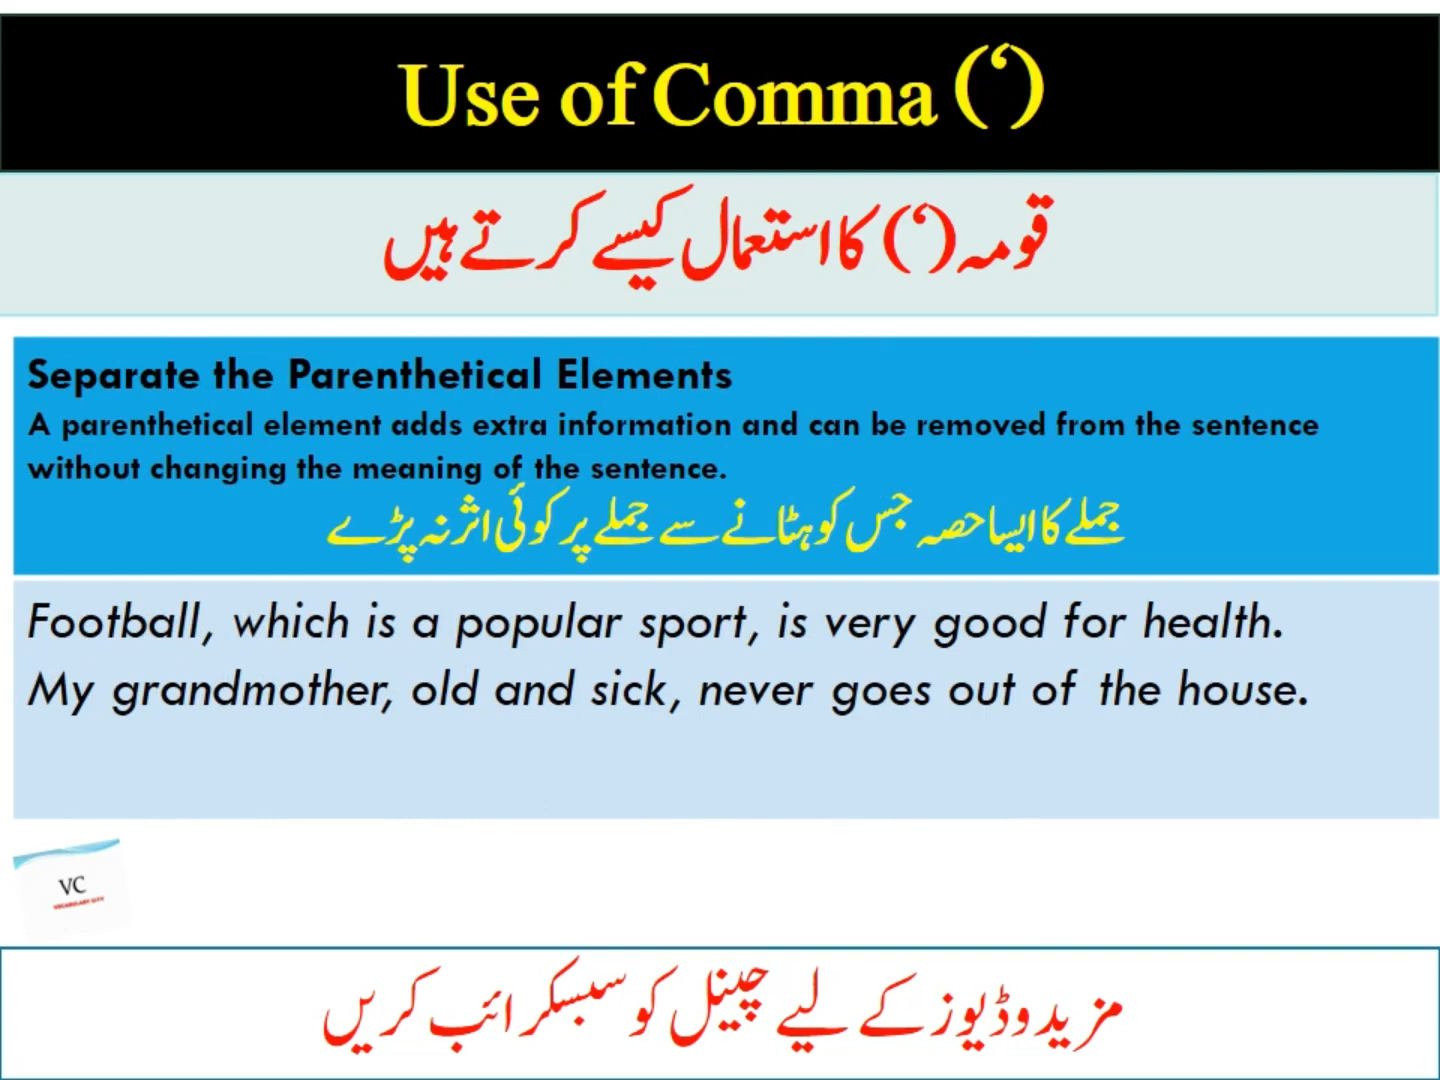 Use of Comma (‘)
قومہ (‘) کا استعمال کیسے کرتے ہیں
Separate the Parenthetical Elements
A parenthetical element adds extra information and can be removed from the sentence
without changing the meaning of the sentence.
جملے کا ایسا حصہ جس کو ہٹانے سے جملے پر کوئی اثر نہ پڑے
Football, which is a popular sport, is very good for health.
My grandmother, old and sick, never goes out of the house.
VC
VOCABULARY CITY
مزید وڈیوز کے لیے چینل کو سبسکرائب کریں